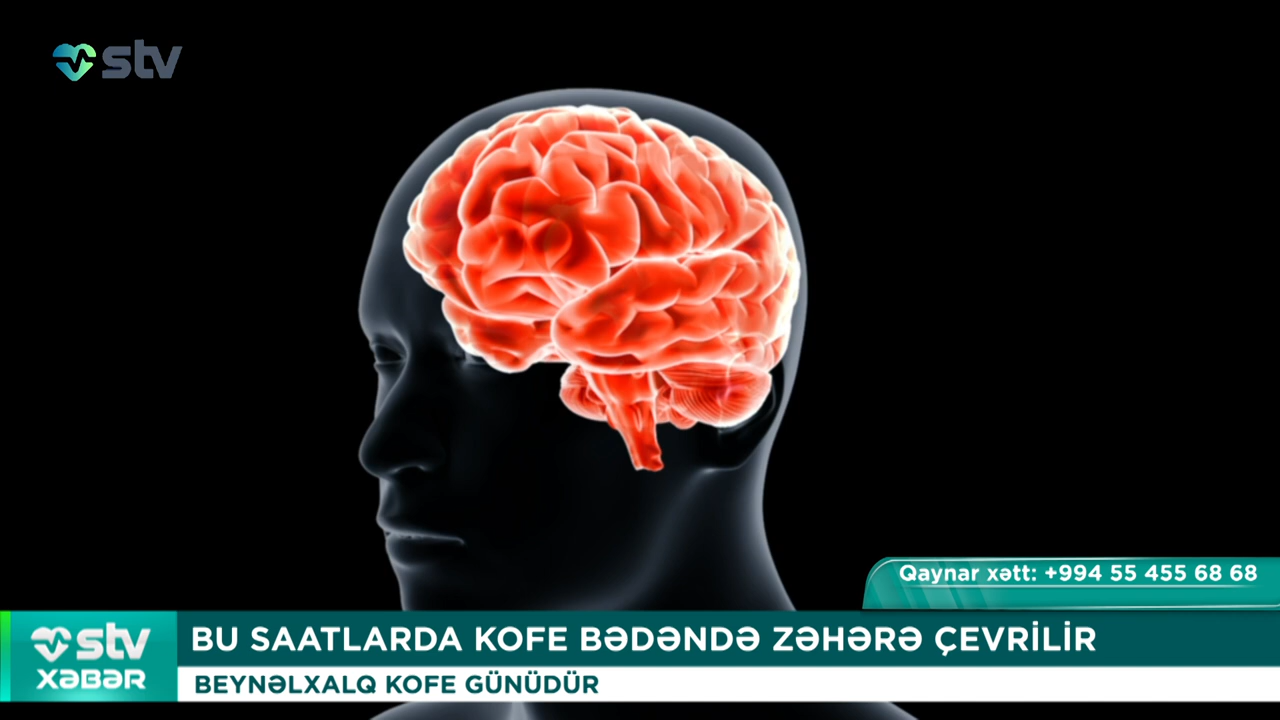 stv
Qaynar xətt: +994 55 455 68 68
stv
XƏBƏR
BU SAATLARDA KOFE BƏDƏNDƏ ZƏHƏRƏ ÇEVRİLİR
BEYNƏLXALQ KOFE GÜNÜDÜR